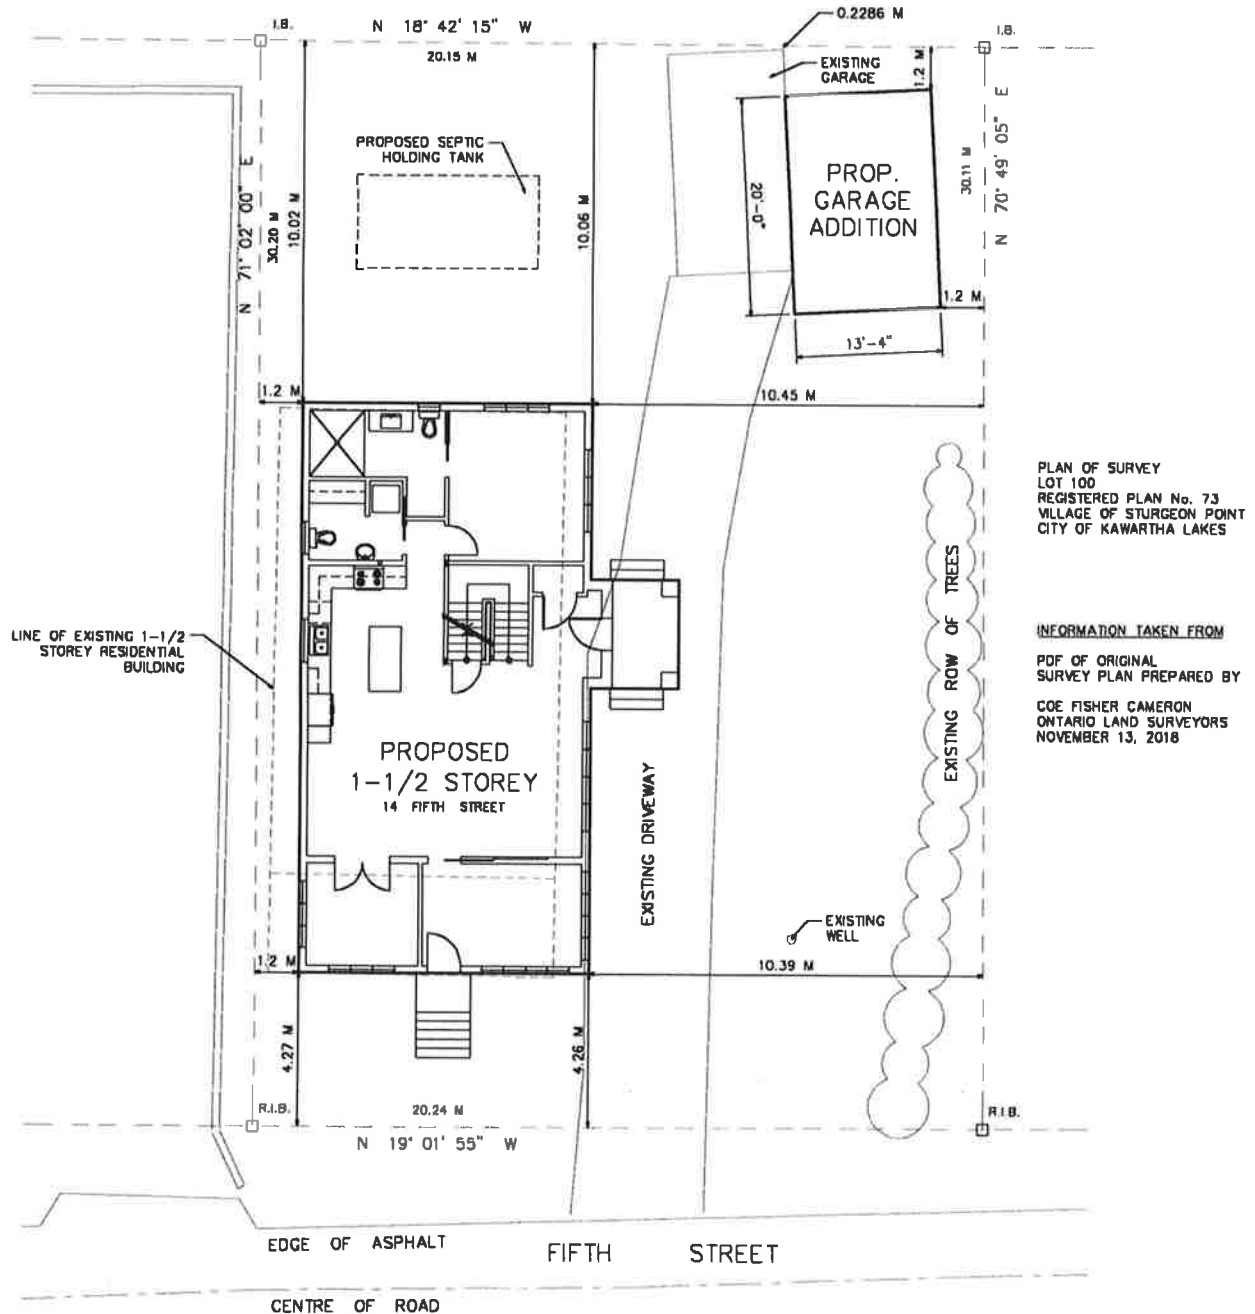 I.B.
N 18° 42' 15" W
20.15 M
0.2286 M
I.B.
EXISTING
GARAGE
1.2 M
PROPOSED SEPTIC
HOLDING TANK
N 71° 02' 00" E
30.20 M
10.02 M
10.06 M
20'-0"
PROP.
GARAGE
ADDITION
30.11 M
N 70° 49' 05" E
1.2 M
13'-4"
1.2 M
10.45 M
PLAN OF SURVEY
LOT 100
REGISTERED PLAN No. 73
VILLAGE OF STURGEON POINT
CITY OF KAWARTHA LAKES
EXISTING ROW OF TREES
LINE OF EXISTING 1-1/2
STOREY RESIDENTIAL
BUILDING
INFORMATION TAKEN FROM
PDF OF ORIGINAL
SURVEY PLAN PREPARED BY
COE FISHER CAMERON
ONTARIO LAND SURVEYORS
NOVEMBER 13, 2018
PROPOSED
1-1/2 STOREY
14 FIFTH STREET
EXISTING DRIVEWAY
EXISTING
WELL
1.2 M
10.39 M
4.27 M
4.26 M
R.I.B.
20.24 M
R.I.B.
N 19° 01' 55" W
EDGE OF ASPHALT
FIFTH STREET
CENTRE OF ROAD